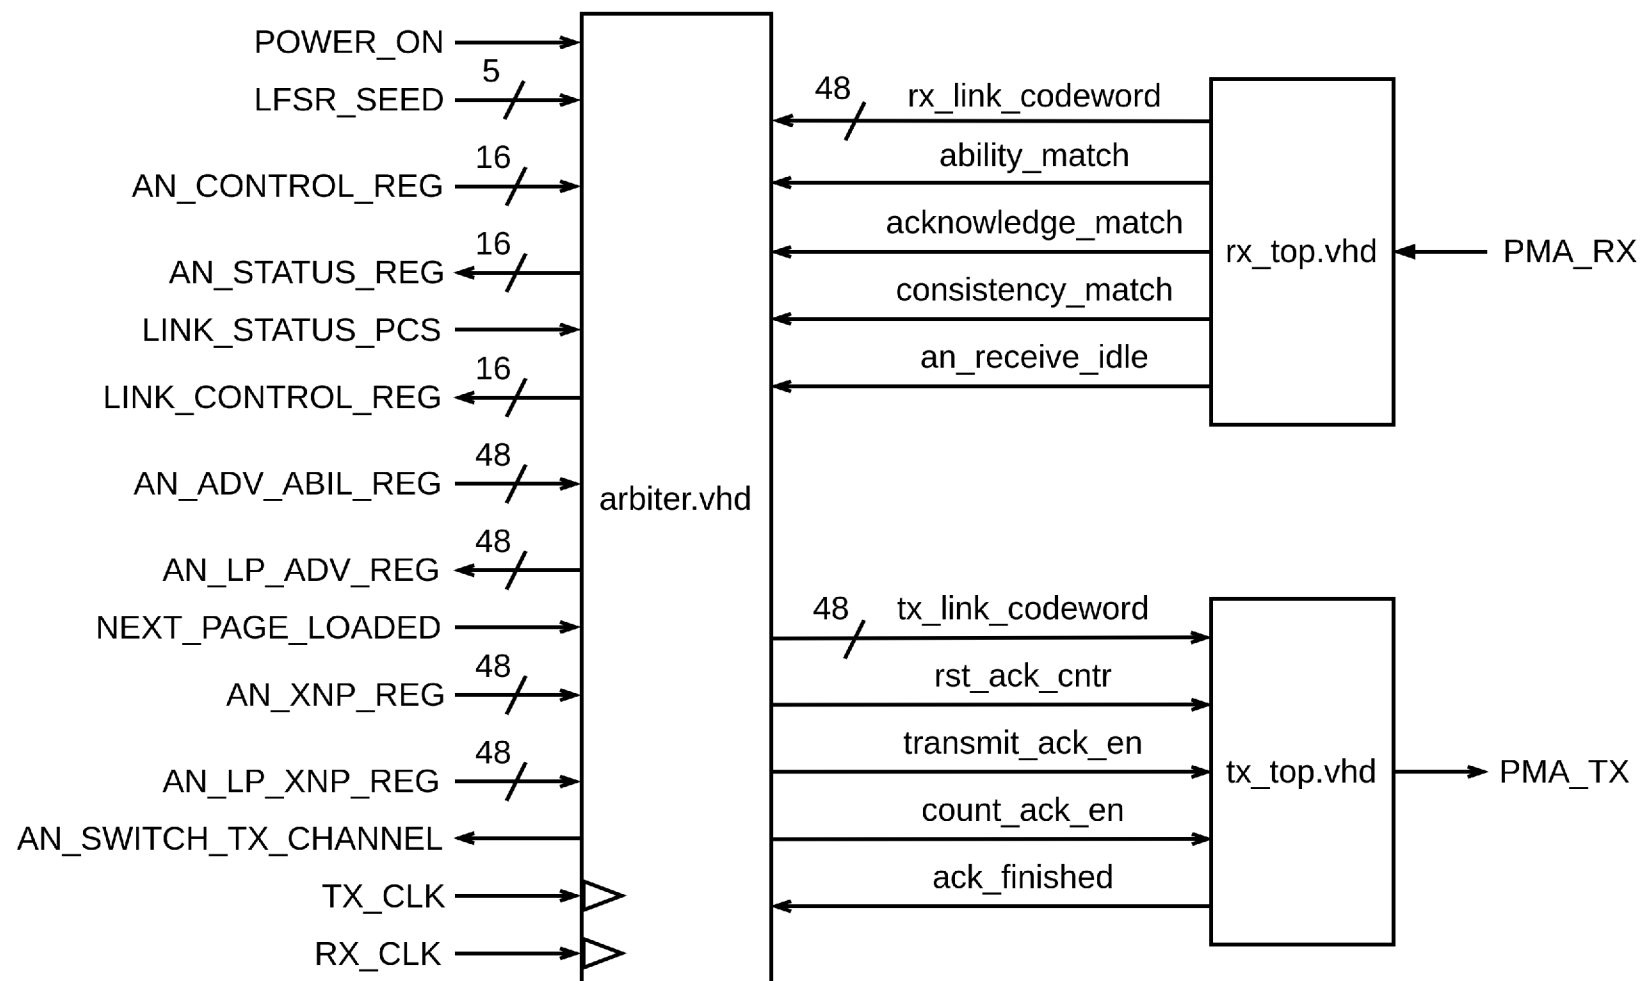 POWER_ON
5
LFSR_SEED
16
AN_CONTROL_REG
16
AN_STATUS_REG
LINK_STATUS_PCS
16
LINK_CONTROL_REG
48
AN_ADV_ABIL_REG
48
AN_LP_ADV_REG
NEXT_PAGE_LOADED
48
AN_XNP_REG
48
AN_LP_XNP_REG
AN_SWITCH_TX_CHANNEL
TX_CLK
RX_CLK
arbiter.vhd
48
rx_link_codeword
ability_match
acknowledge_match
consistency_match
an_receive_idle
rx_top.vhd
PMA_RX
48
tx_link_codeword
rst_ack_cntr
transmit_ack_en
count_ack_en
ack_finished
tx_top.vhd
PMA_TX